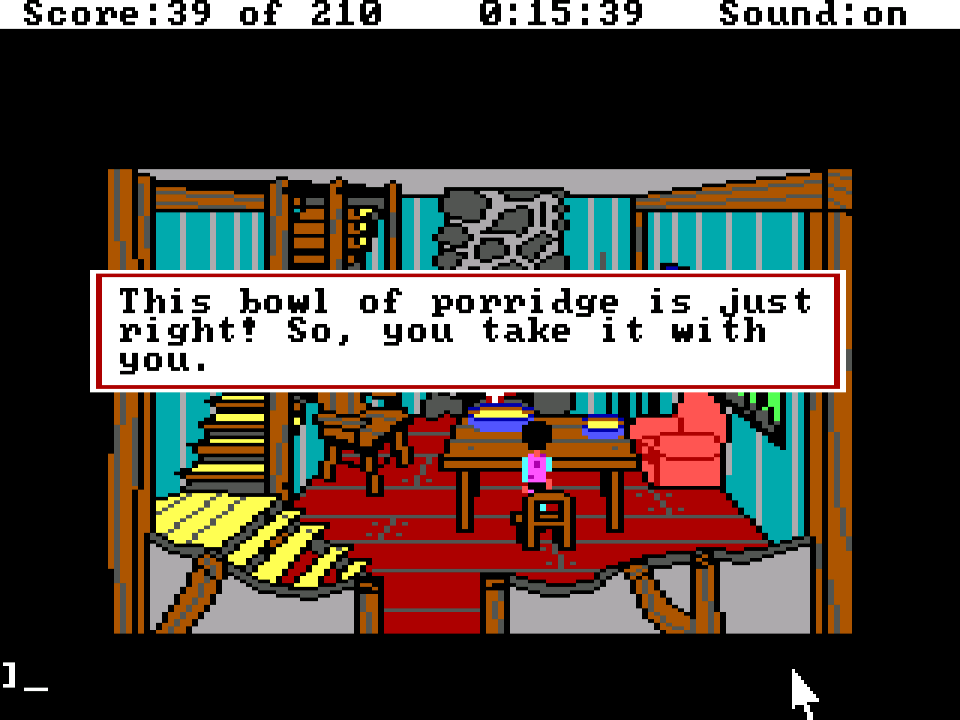 Score:39 of 210 0:15:39 Sound:on
This bowl of porridge is just
right! So, you take it with
you.
]_